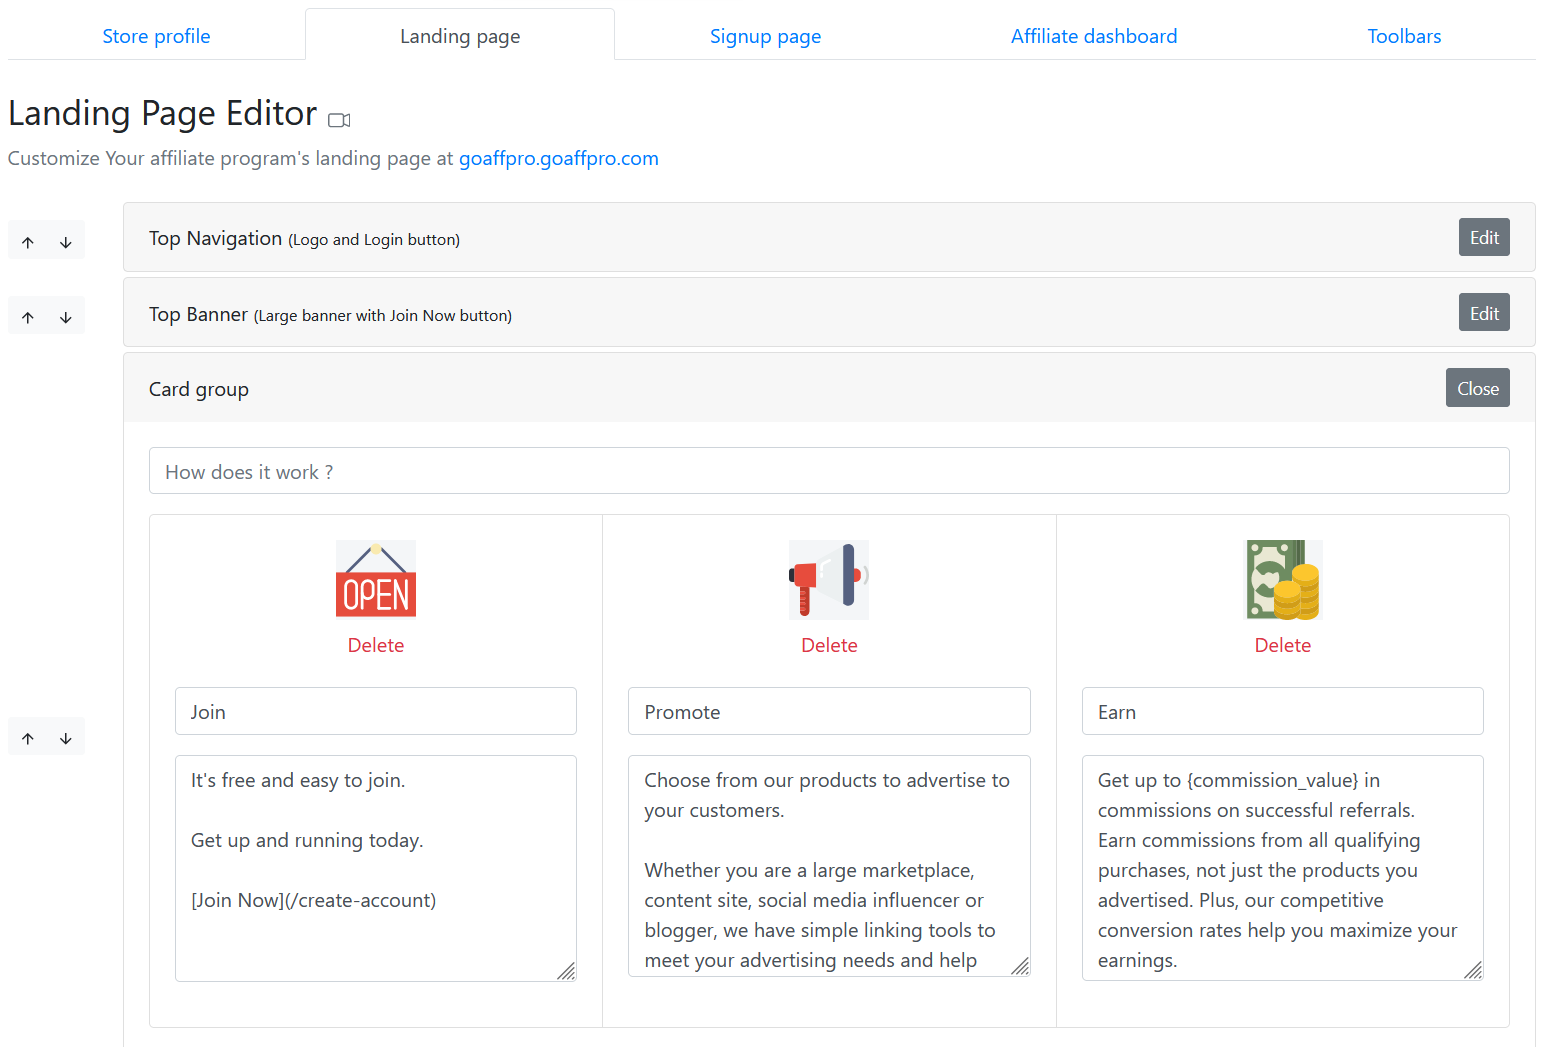 Store profile
Landing page
Signup page
Affiliate dashboard
Toolbars
Landing Page Editor
Customize Your affiliate program's landing page at goaffpro.goaffpro.com
Top Navigation (Logo and Login button)
Edit
Top Banner (Large banner with Join Now button)
Edit
Card group
Close
How does it work ?
OPEN
Delete
Join
It's free and easy to join.
Get up and running today.
[Join Now](/create-account)
Delete
Promote
Choose from our products to advertise to
your customers.
Whether you are a large marketplace,
content site, social media influencer or
blogger, we have simple linking tools to
meet your advertising needs and help
Delete
Earn
Get up to {commission_value} in
commissions on successful referrals.
Earn commissions from all qualifying
purchases, not just the products you
advertised. Plus, our competitive
conversion rates help you maximize your
earnings.